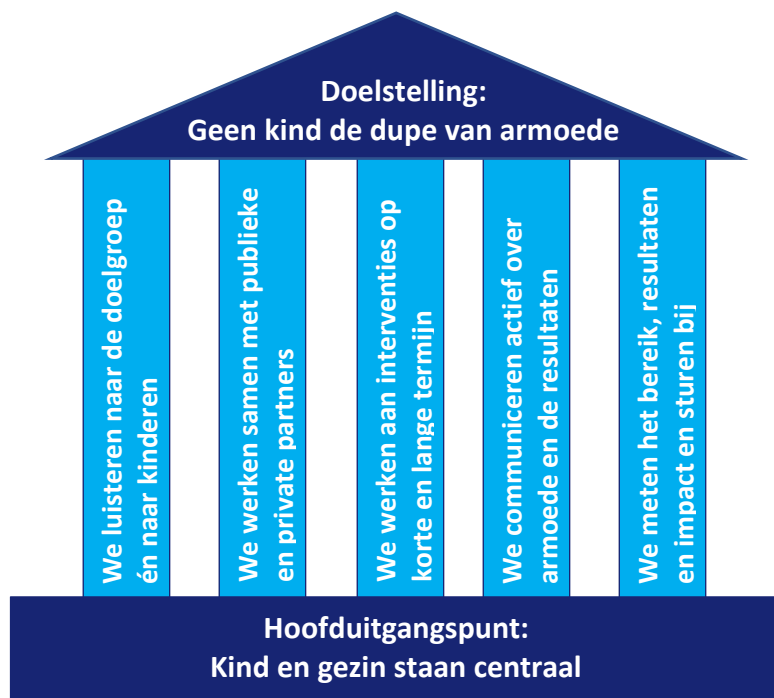 Doelstelling:
Geen kind de dupe van armoede
We luisteren naar de doelgroep
én naar kinderen
We werken samen met publieke
en private partners
We werken aan interventies op
korte en lange termijn
We communiceren actief over
armoede en de resultaten
We meten het bereik, resultaten
en impact en sturen bij
Hoofduitgangspunt:
Kind en gezin staan centraal